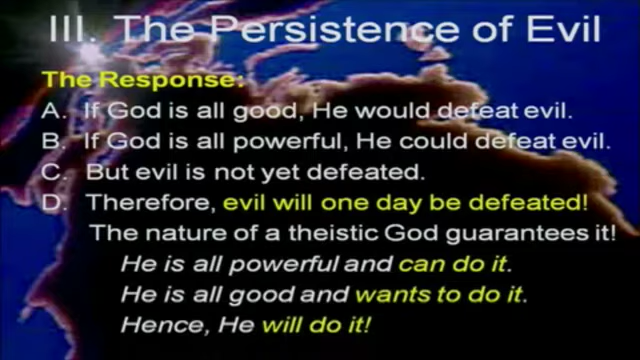 III. The Persistence of Evil
The Response:
A. If God is all good, He would defeat evil.
B. If God is all powerful, He could defeat evil.
C. But evil is not yet defeated.
D. Therefore, evil will one day be defeated!
The nature of a theistic God guarantees it!
He is all powerful and can do it.
He is all good and wants to do it.
Hence, He will do it!